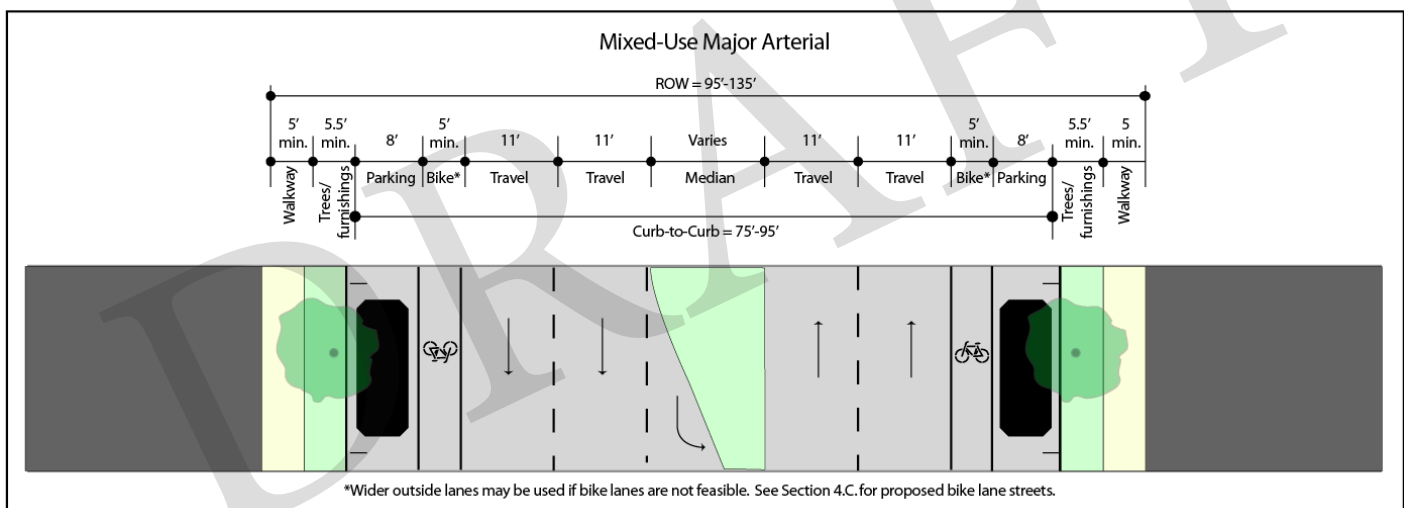 Mixed-Use Major Arterial
ROW = 95'-135'
5' min.
5.5' min.
8'
5' min.
11'
11'
Varies
11'
11'
5' min.
8'
5.5' min.
5 min.
Walkway
Trees/ furnishings
Parking
Bike*
Travel
Travel
Median
Travel
Travel
Bike*
Parking
Trees/ furnishings
Walkway
Curb-to-Curb = 75'-95'
*Wider outside lanes may be used if bike lanes are not feasible. See Section 4.C. for proposed bike lane streets.
DRAFT